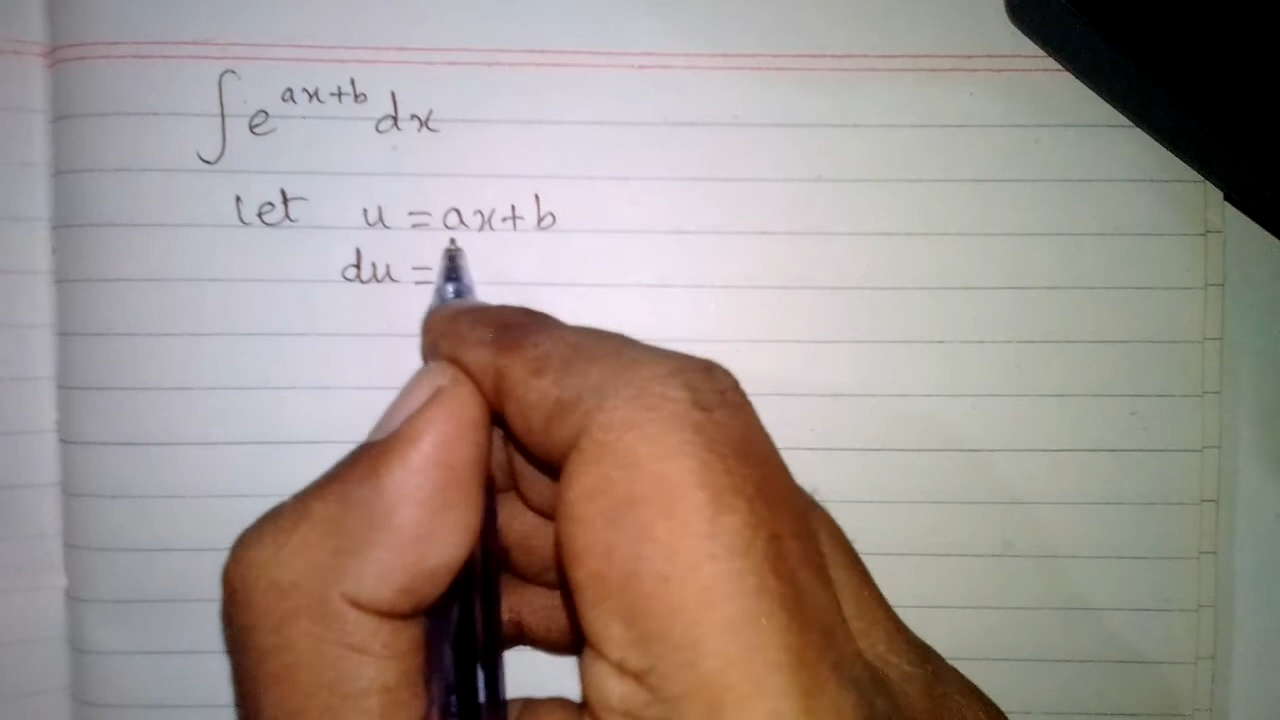 ∫e^{ax+b} dx
let u = ax+b
du =